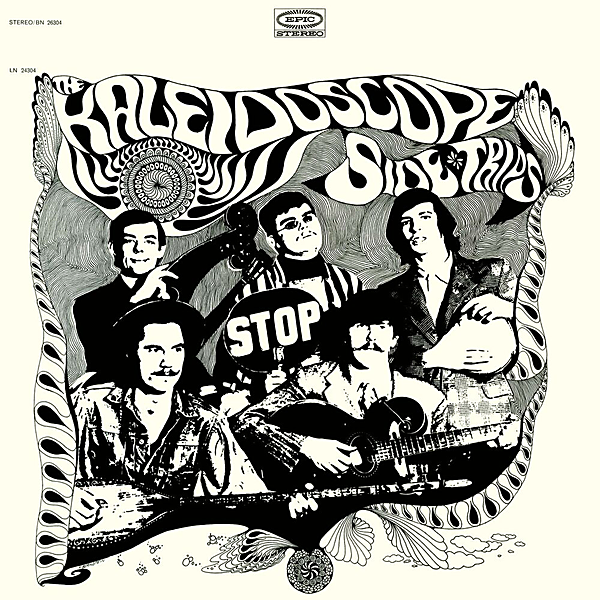 STEREO/BN 26304
EPIC
STEREO
LN 24304
THE KALEIDOSCOPE
SIDE TRIPS
STOP